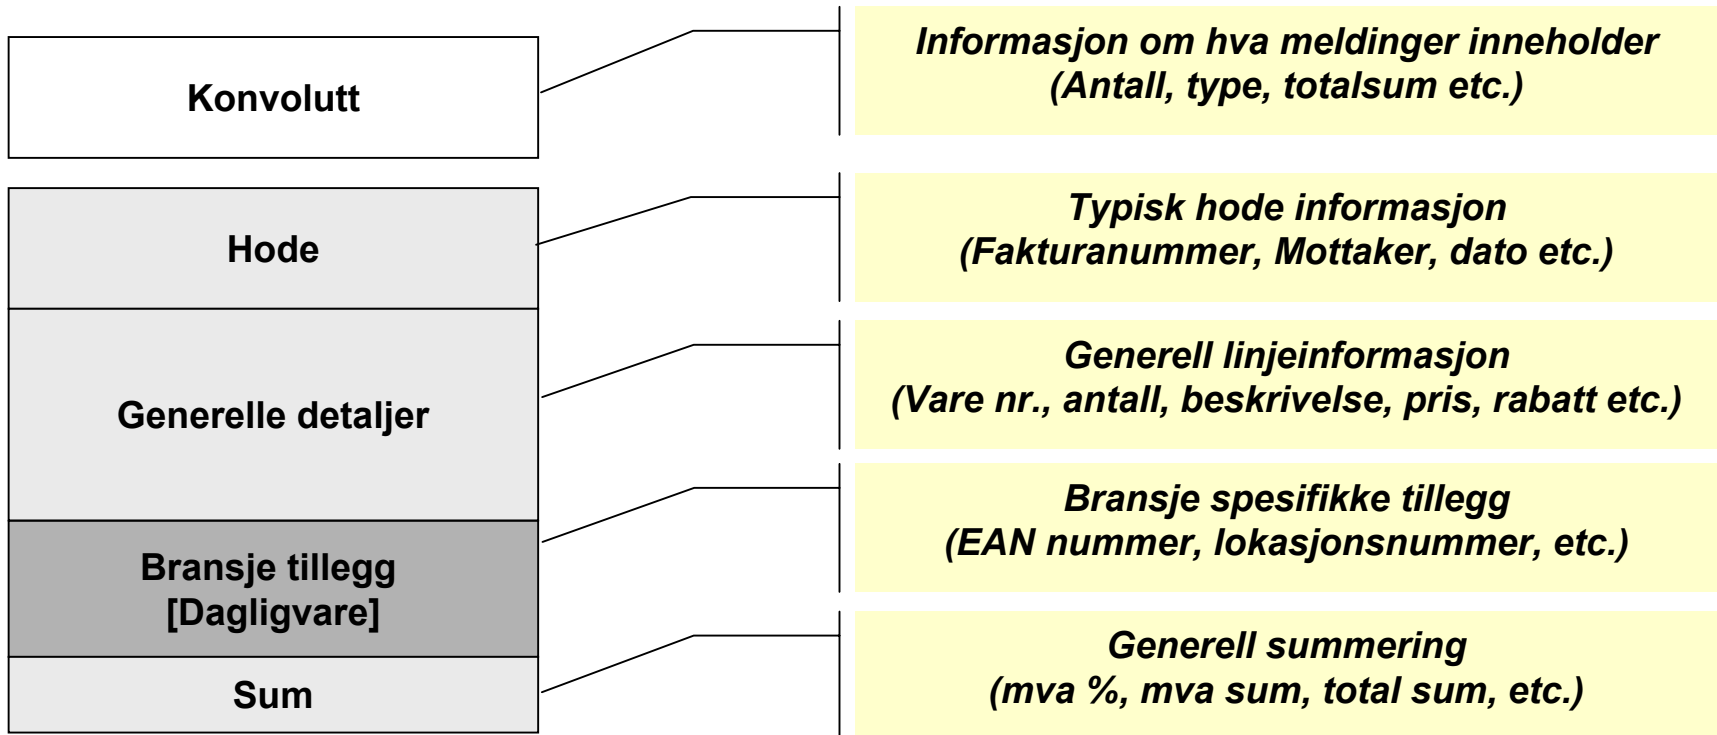 Konvolutt
Informasjon om hva meldinger inneholder
(Antall, type, totalsum etc.)
Hode
Typisk hode informasjon
(Fakturanummer, Mottaker, dato etc.)
Generelle detaljer
Generell linjeinformasjon
(Vare nr., antall, beskrivelse, pris, rabatt etc.)
Bransje tillegg
[Dagligvare]
Bransje spesifikke tillegg
(EAN nummer, lokasjonsnummer, etc.)
Sum
Generell summering
(mva %, mva sum, total sum, etc.)